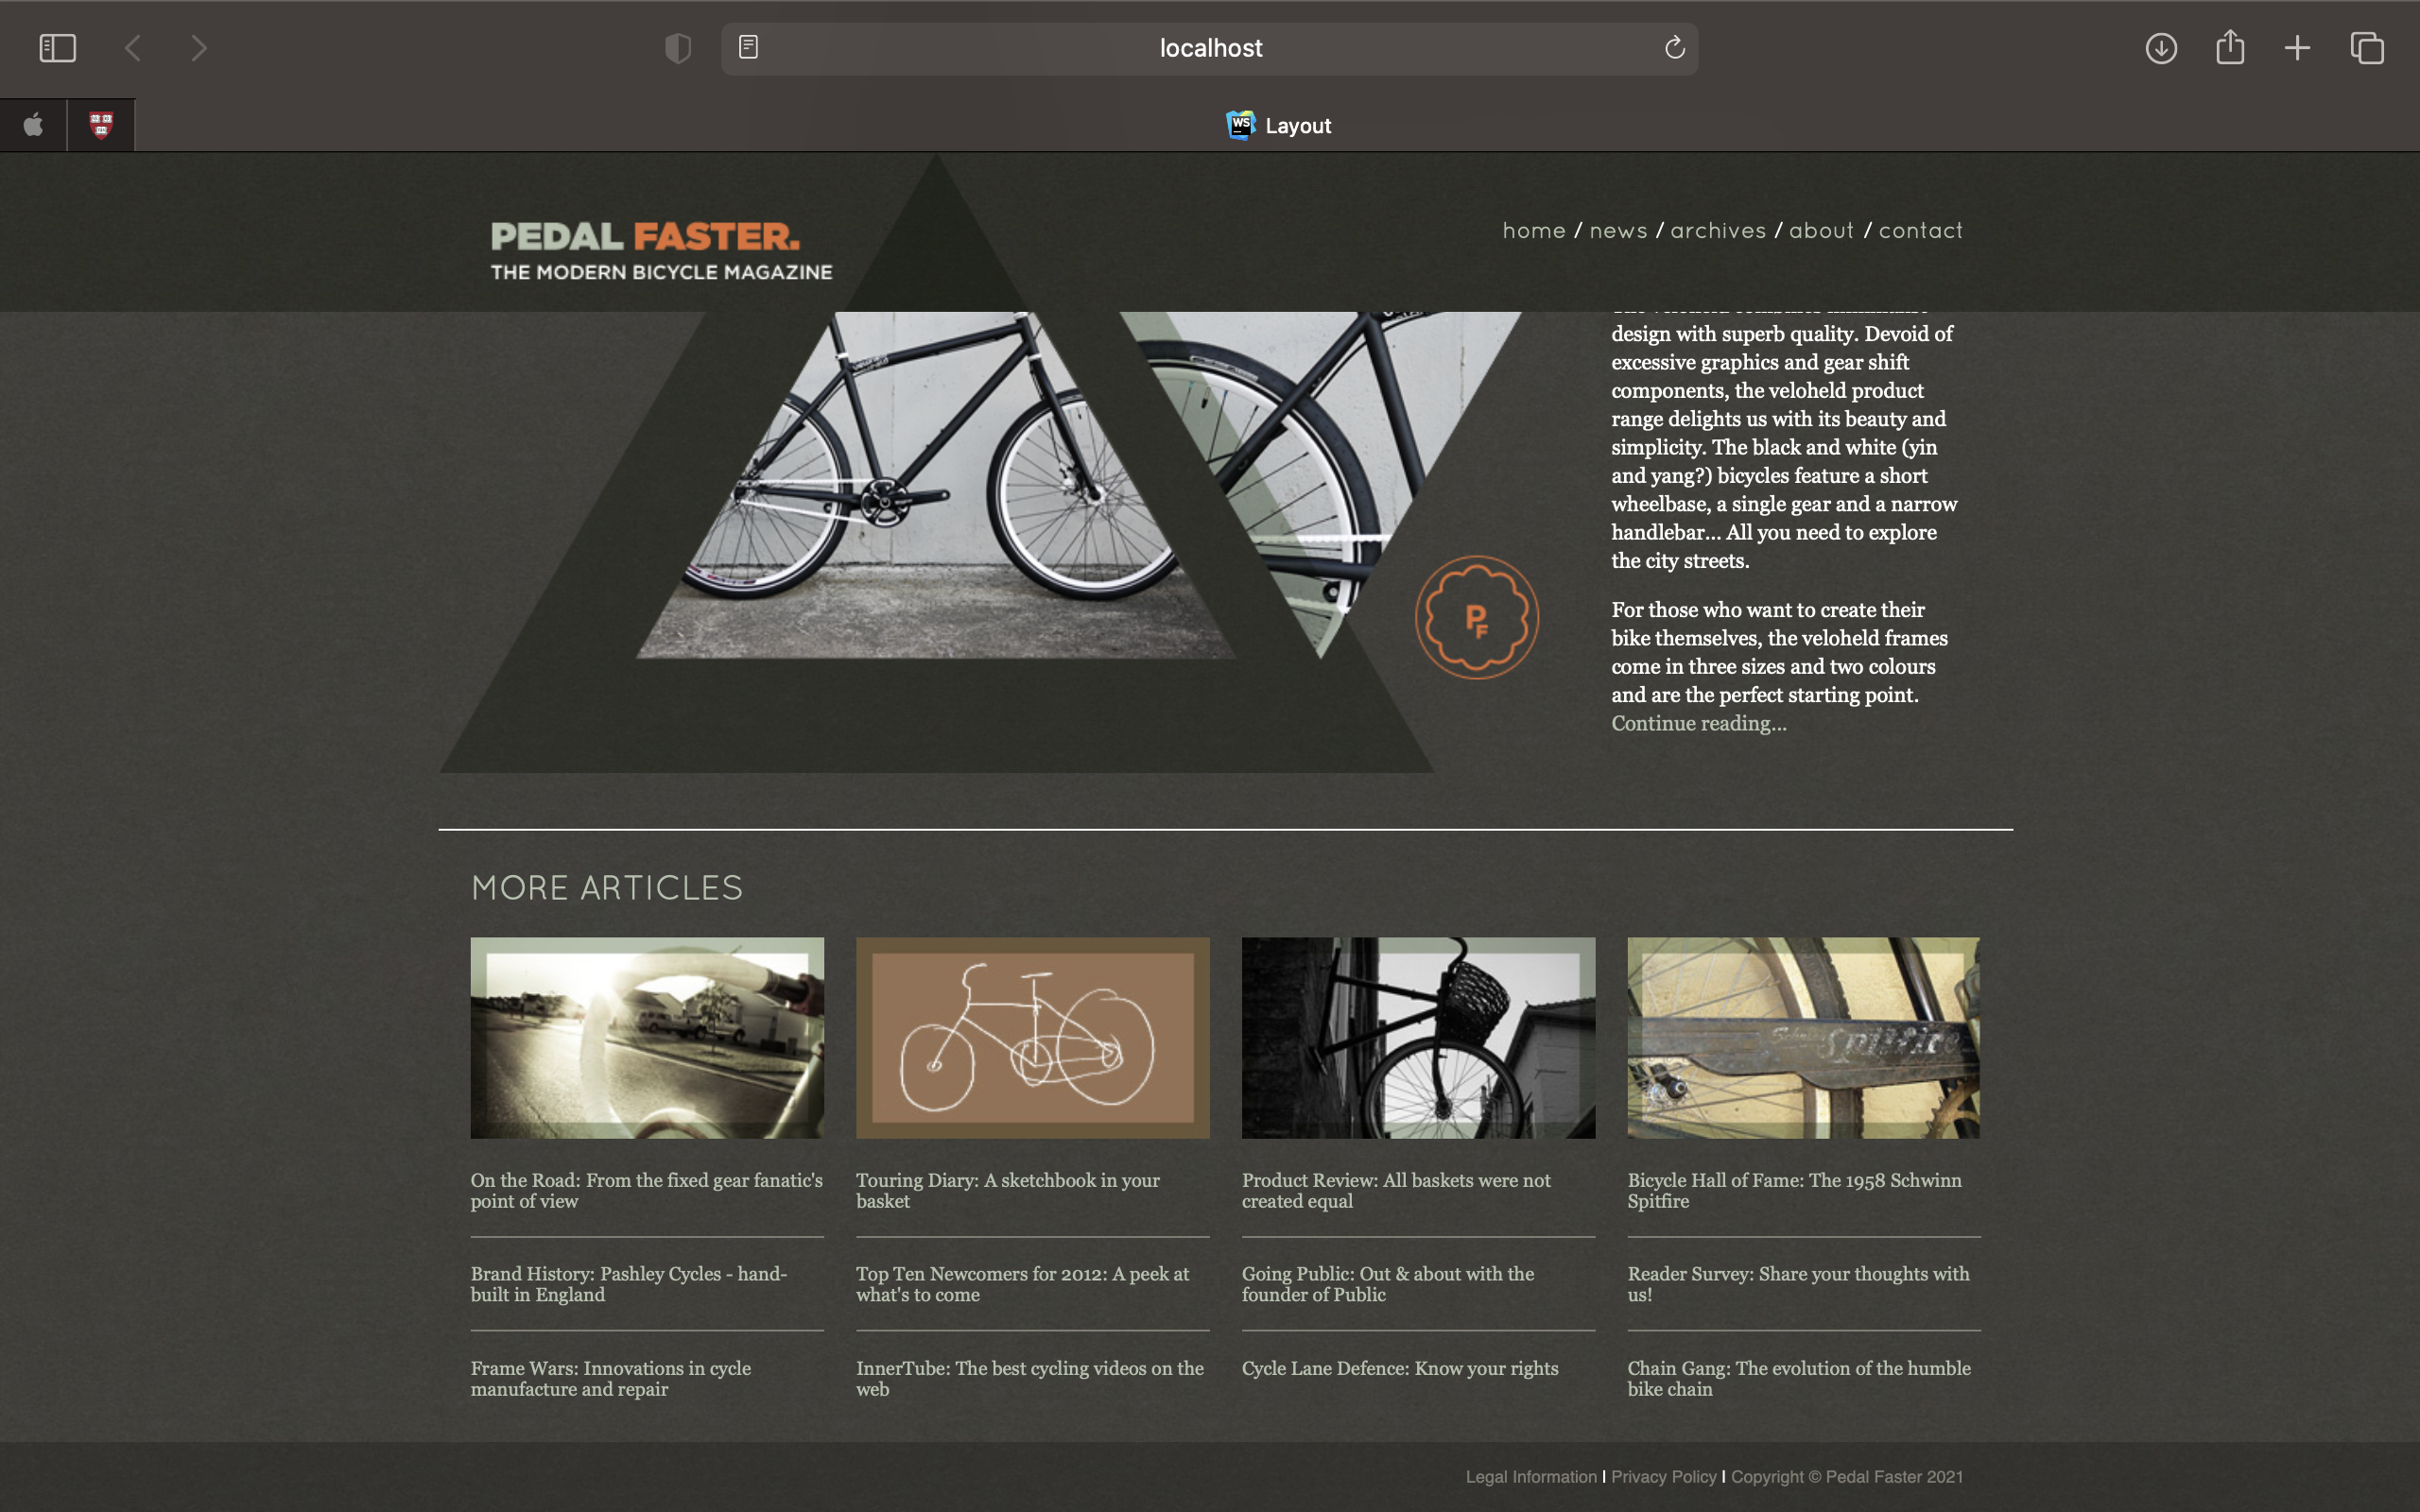 localhost
WS Layout
PEDAL FASTER.
THE MODERN BICYCLE MAGAZINE
home / news / archives / about / contact
design with superb quality. Devoid of
excessive graphics and gear shift
components, the veloheld product
range delights us with its beauty and
simplicity. The black and white (yin
and yang?) bicycles feature a short
wheelbase, a single gear and a narrow
handlebar... All you need to explore
the city streets.
For those who want to create their
bike themselves, the veloheld frames
come in three sizes and two colours
and are the perfect starting point.
Continue reading...
PF
MORE ARTICLES
Schwinn Spitfire
On the Road: From the fixed gear fanatic's
point of view
Touring Diary: A sketchbook in your
basket
Product Review: All baskets were not
created equal
Bicycle Hall of Fame: The 1958 Schwinn
Spitfire
Brand History: Pashley Cycles - hand-
built in England
Top Ten Newcomers for 2012: A peek at
what's to come
Going Public: Out & about with the
founder of Public
Reader Survey: Share your thoughts with
us!
Frame Wars: Innovations in cycle
manufacture and repair
InnerTube: The best cycling videos on the
web
Cycle Lane Defence: Know your rights
Chain Gang: The evolution of the humble
bike chain
Legal Information | Privacy Policy | Copyright © Pedal Faster 2021